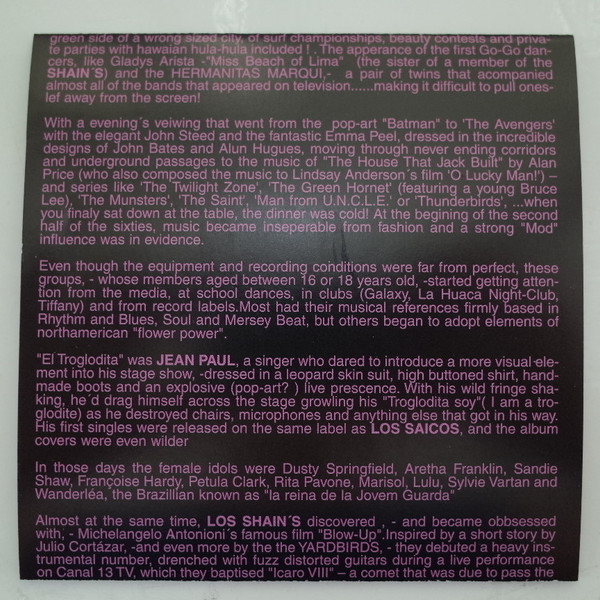 green side of a wrong sized city, of surf championships, beauty contests and priva-
te parties with hawaian hula-hula included ! . The apperance of the first Go-Go dan-
cers, like Gladys Arista -"Miss Beach of Lima" (the sister of a member of the
SHAIN´S) and the HERMANITAS MARQUI,- a pair of twins that acompanied
almost all of the bands that appeared on television......making it difficult to pull ones-
lef away from the screen!
With a evening´s veiwing that went from the pop-art "Batman" to 'The Avengers'
with the elegant John Steed and the fantastic Emma Peel, dressed in the incredible
designs of John Bates and Alun Hugues, moving through never ending corridors
and underground passages to the music of "The House That Jack Built" by Alan
Price (who also composed the music to Lindsay Anderson´s film 'O Lucky Man!') –
and series like 'The Twilight Zone', 'The Green Hornet' (featuring a young Bruce
Lee), 'The Munsters', 'The Saint', 'Man from U.N.C.L.E.' or 'Thunderbirds', ...when
you finaly sat down at the table, the dinner was cold! At the begining of the second
half of the sixties, music became inseperable from fashion and a strong "Mod"
influence was in evidence.
Even though the equipment and recording conditions were far from perfect, these
groups, - whose members aged between 16 or 18 years old, -started getting atten-
tion from the media, at school dances, in clubs (Galaxy, La Huaca Night-Club,
Tiffany) and from record labels.Most had their musical references firmly based in
Rhythm and Blues, Soul and Mersey Beat, but others began to adopt elements of
northamerican "flower power".
"El Troglodita" was JEAN PAUL, a singer who dared to introduce a more visual ele-
ment into his stage show, -dressed in a leopard skin suit, high buttoned shirt, hand-
made boots and an explosive (pop-art? ) live prescence. With his wild fringe sha-
king, he´d drag himself across the stage growling his "Troglodita soy"( I am a tro-
glodite) as he destroyed chairs, microphones and anything else that got in his way.
His first singles were released on the same label as LOS SAICOS, and the album
covers were even wilder
In those days the female idols were Dusty Springfield, Aretha Franklin, Sandie
Shaw, Françoise Hardy, Petula Clark, Rita Pavone, Marisol, Lulu, Sylvie Vartan and
Wanderléa, the Brazillian known as "la reina de la Jovem Guarda"
Almost at the same time, LOS SHAIN´S discovered , - and became obbsessed
with, - Michelangelo Antonioni´s famous film "Blow-Up".Inspired by a short story by
Julio Cortázar, -and even more by the the YARDBIRDS, - they debuted a heavy ins-
trumental number, drenched with fuzz distorted guitars during a live performance
on Canal 13 TV, which they baptised "Icaro VIII" – a comet that was due to pass the